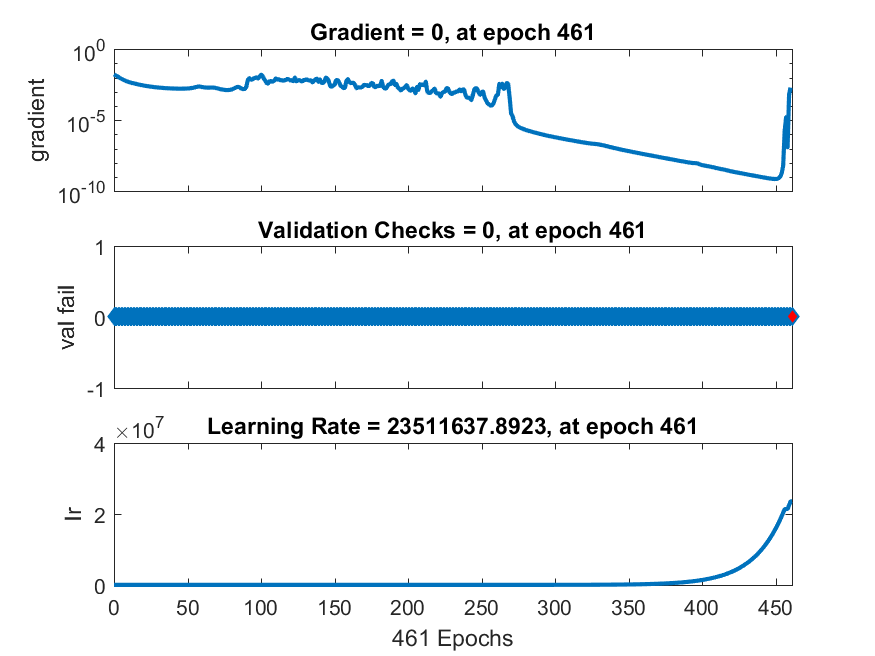 Gradient = 0, at epoch 461
10^0
10^-5
10^-10
gradient
Validation Checks = 0, at epoch 461
1
0
-1
val fail
Learning Rate = 23511637.8923, at epoch 461
×10^7
4
2
0
lr
0 50 100 150 200 250 300 350 400 450
461 Epochs